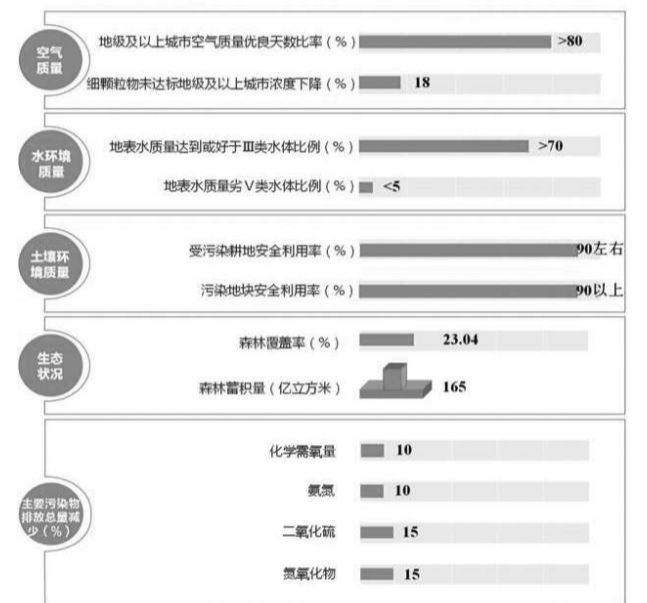 空气
质量
地级及以上城市空气质量优良天数比率（%） >80
细颗粒物未达标地级及以上城市浓度下降（%） 18
水环境
质量
地表水质量达到或好于Ⅲ类水体比例（%） >70
地表水质量劣Ⅴ类水体比例（%） <5
土壤环
境质量
受污染耕地安全利用率（%） 90左右
污染地块安全利用率（%） 90以上
生态
状况
森林覆盖率（%） 23.04
森林蓄积量（亿立方米） 165
主要污染物
排放总量减
少（%）
化学需氧量 10
氨氮 10
二氧化硫 15
氮氧化物 15